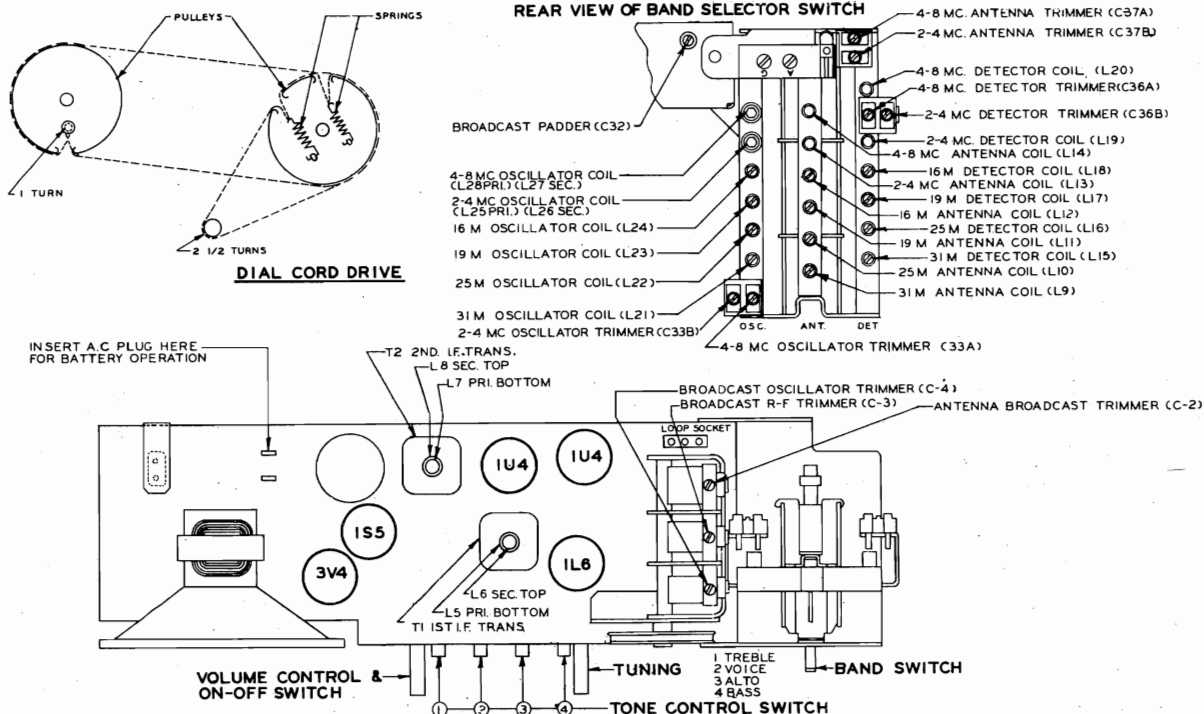 PULLEYS
SPRINGS
1 TURN
2 1/2 TURNS
DIAL CORD DRIVE
REAR VIEW OF BAND SELECTOR SWITCH
BROADCAST PADDER (C32)
4-8 MC OSCILLATOR COIL
(L28 PRI.) (L27 SEC.)
2-4 MC OSCILLATOR COIL
(L25 PRI.) (L26 SEC.)
16 M OSCILLATOR COIL (L24)
19 M OSCILLATOR COIL (L23)
25 M OSCILLATOR COIL (L22)
31 M OSCILLATOR COIL (L21)
2-4 MC OSCILLATOR TRIMMER (C33B)
G
A
OSC.
ANT.
DET
4-8 MC. ANTENNA TRIMMER (C37A)
2-4 MC. ANTENNA TRIMMER (C37B)
4-8 MC. DETECTOR COIL (L20)
4-8 MC. DETECTOR TRIMMER (C36A)
2-4 MC DETECTOR TRIMMER (C36B)
2-4 MC. DETECTOR COIL (L19)
4-8 MC ANTENNA COIL (L14)
16 M DETECTOR COIL (L18)
2-4 MC ANTENNA COIL (L13)
19 M DETECTOR COIL (L17)
16 M ANTENNA COIL (L12)
25 M DETECTOR COIL (L16)
19 M ANTENNA COIL (L11)
31 M DETECTOR COIL (L15)
25 M ANTENNA COIL (L10)
31 M ANTENNA COIL (L9)
4-8 MC OSCILLATOR TRIMMER (33A)
INSERT A.C PLUG HERE
FOR BATTERY OPERATION
T2 2ND. I.F. TRANS.
L8 SEC. TOP
L7 PRI. BOTTOM
BROADCAST OSCILLATOR TRIMMER (C-4)
BROADCAST R-F TRIMMER (C-3)
ANTENNA BROADCAST TRIMMER (C-2)
LOOP SOCKET
1U4
1U4
1S5
3V4
1L6
L6 SEC. TOP
L5 PRI. BOTTOM
T1 1ST I.F. TRANS.
VOLUME CONTROL &
ON-OFF SWITCH
TUNING
1 TREBLE
2 VOICE
3 ALTO
4 BASS
BAND SWITCH
1 2 3 4
TONE CONTROL SWITCH